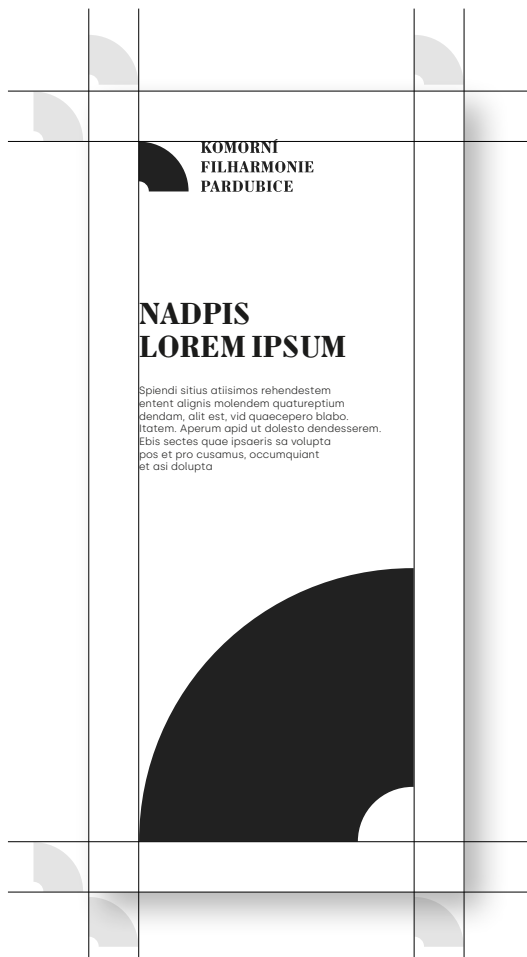 KOMORNÍ
FILHARMONIE
PARDUBICE
NADPIS
LOREM IPSUM
Spiendi sitius atiisimos rehendestem
entent alignis molendem quatureptium
dendam, alit est, vid quaecepero blabo.
Itatem. Aperum apid ut dolesto dendesserem.
Ebis sectes quae ipsaeris sa volupta
pos et pro cusamus, occumquiant
et asi dolupta